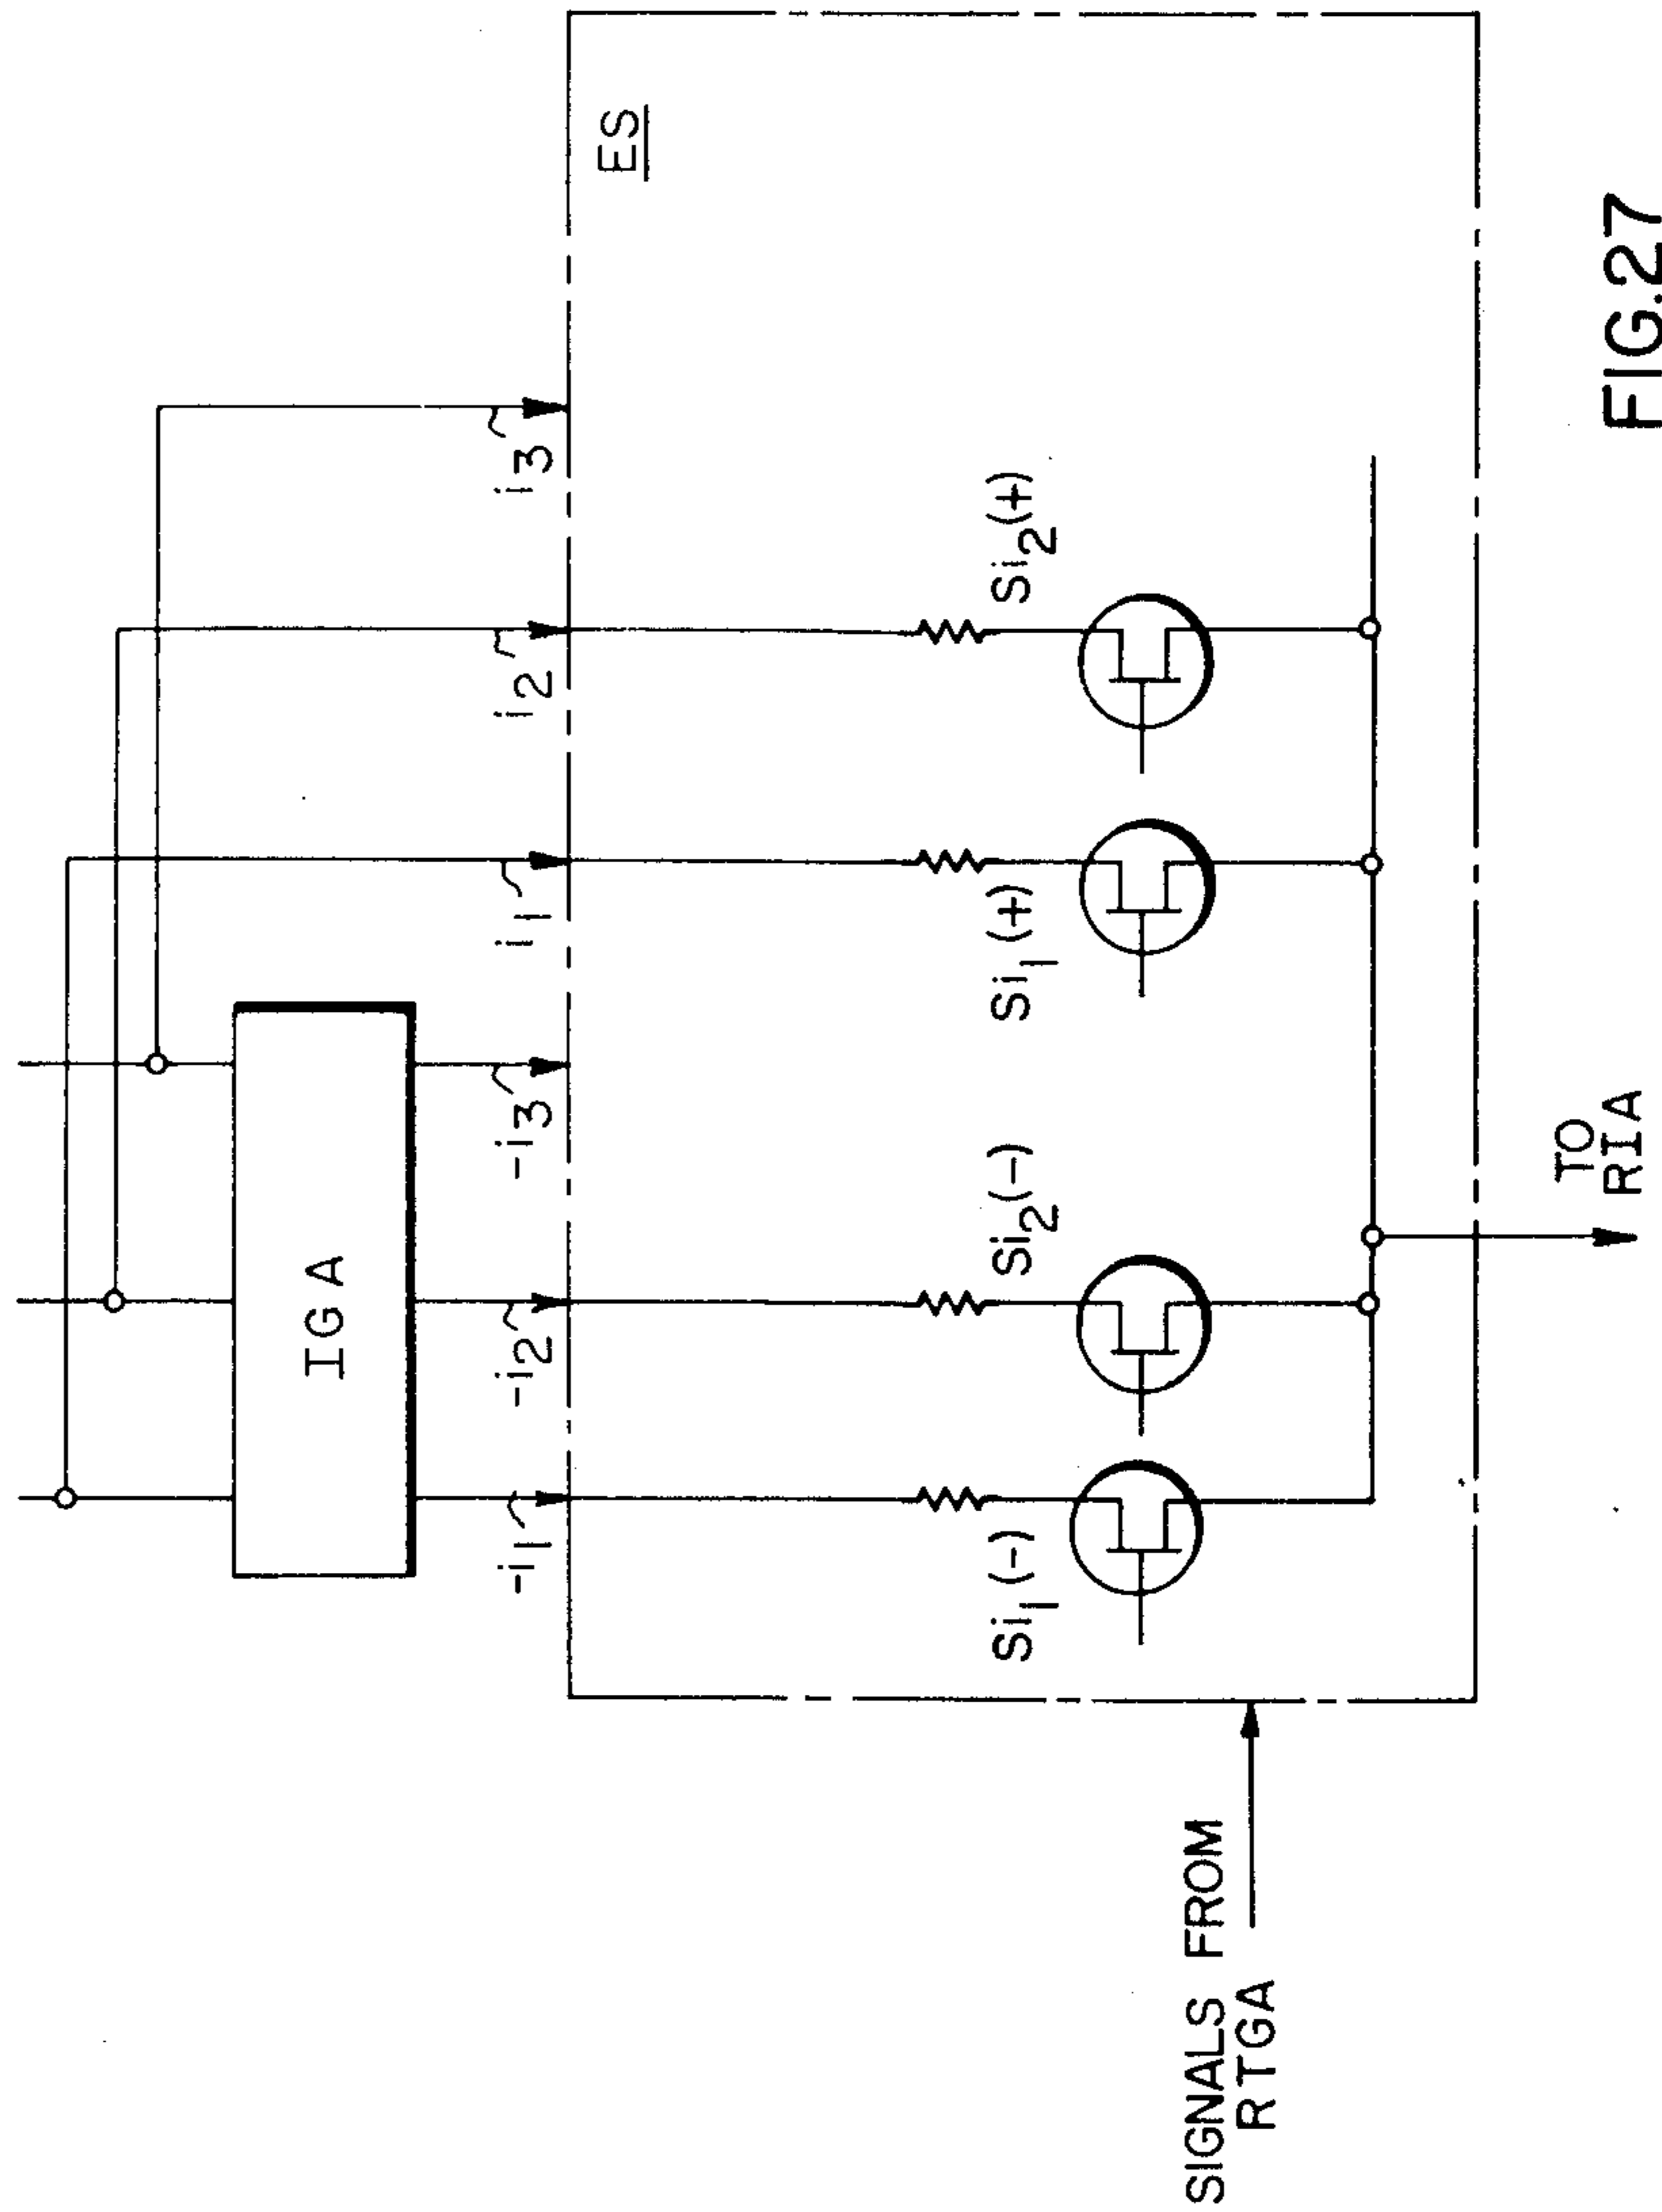 IGA
-i1
-i2
-i3
i1
i2
i3
ES
Si1(-)
Si2(-)
Si1(+)
Si2(+)
SIGNALS FROM
RTGA
TO
RIA
FIG.27